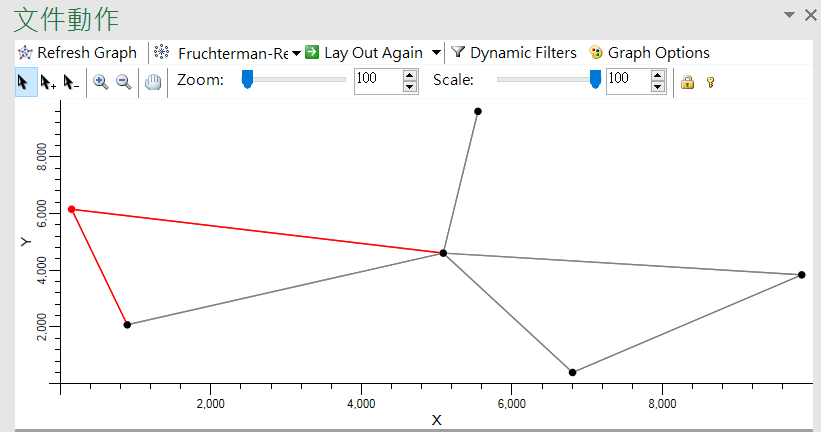 文件動作
Refresh Graph Fruchterman-Re Lay Out Again Dynamic Filters Graph Options
Zoom: 100 Scale: 100
8,000
6,000
4,000
2,000
Y
2,000 4,000 6,000 8,000
X